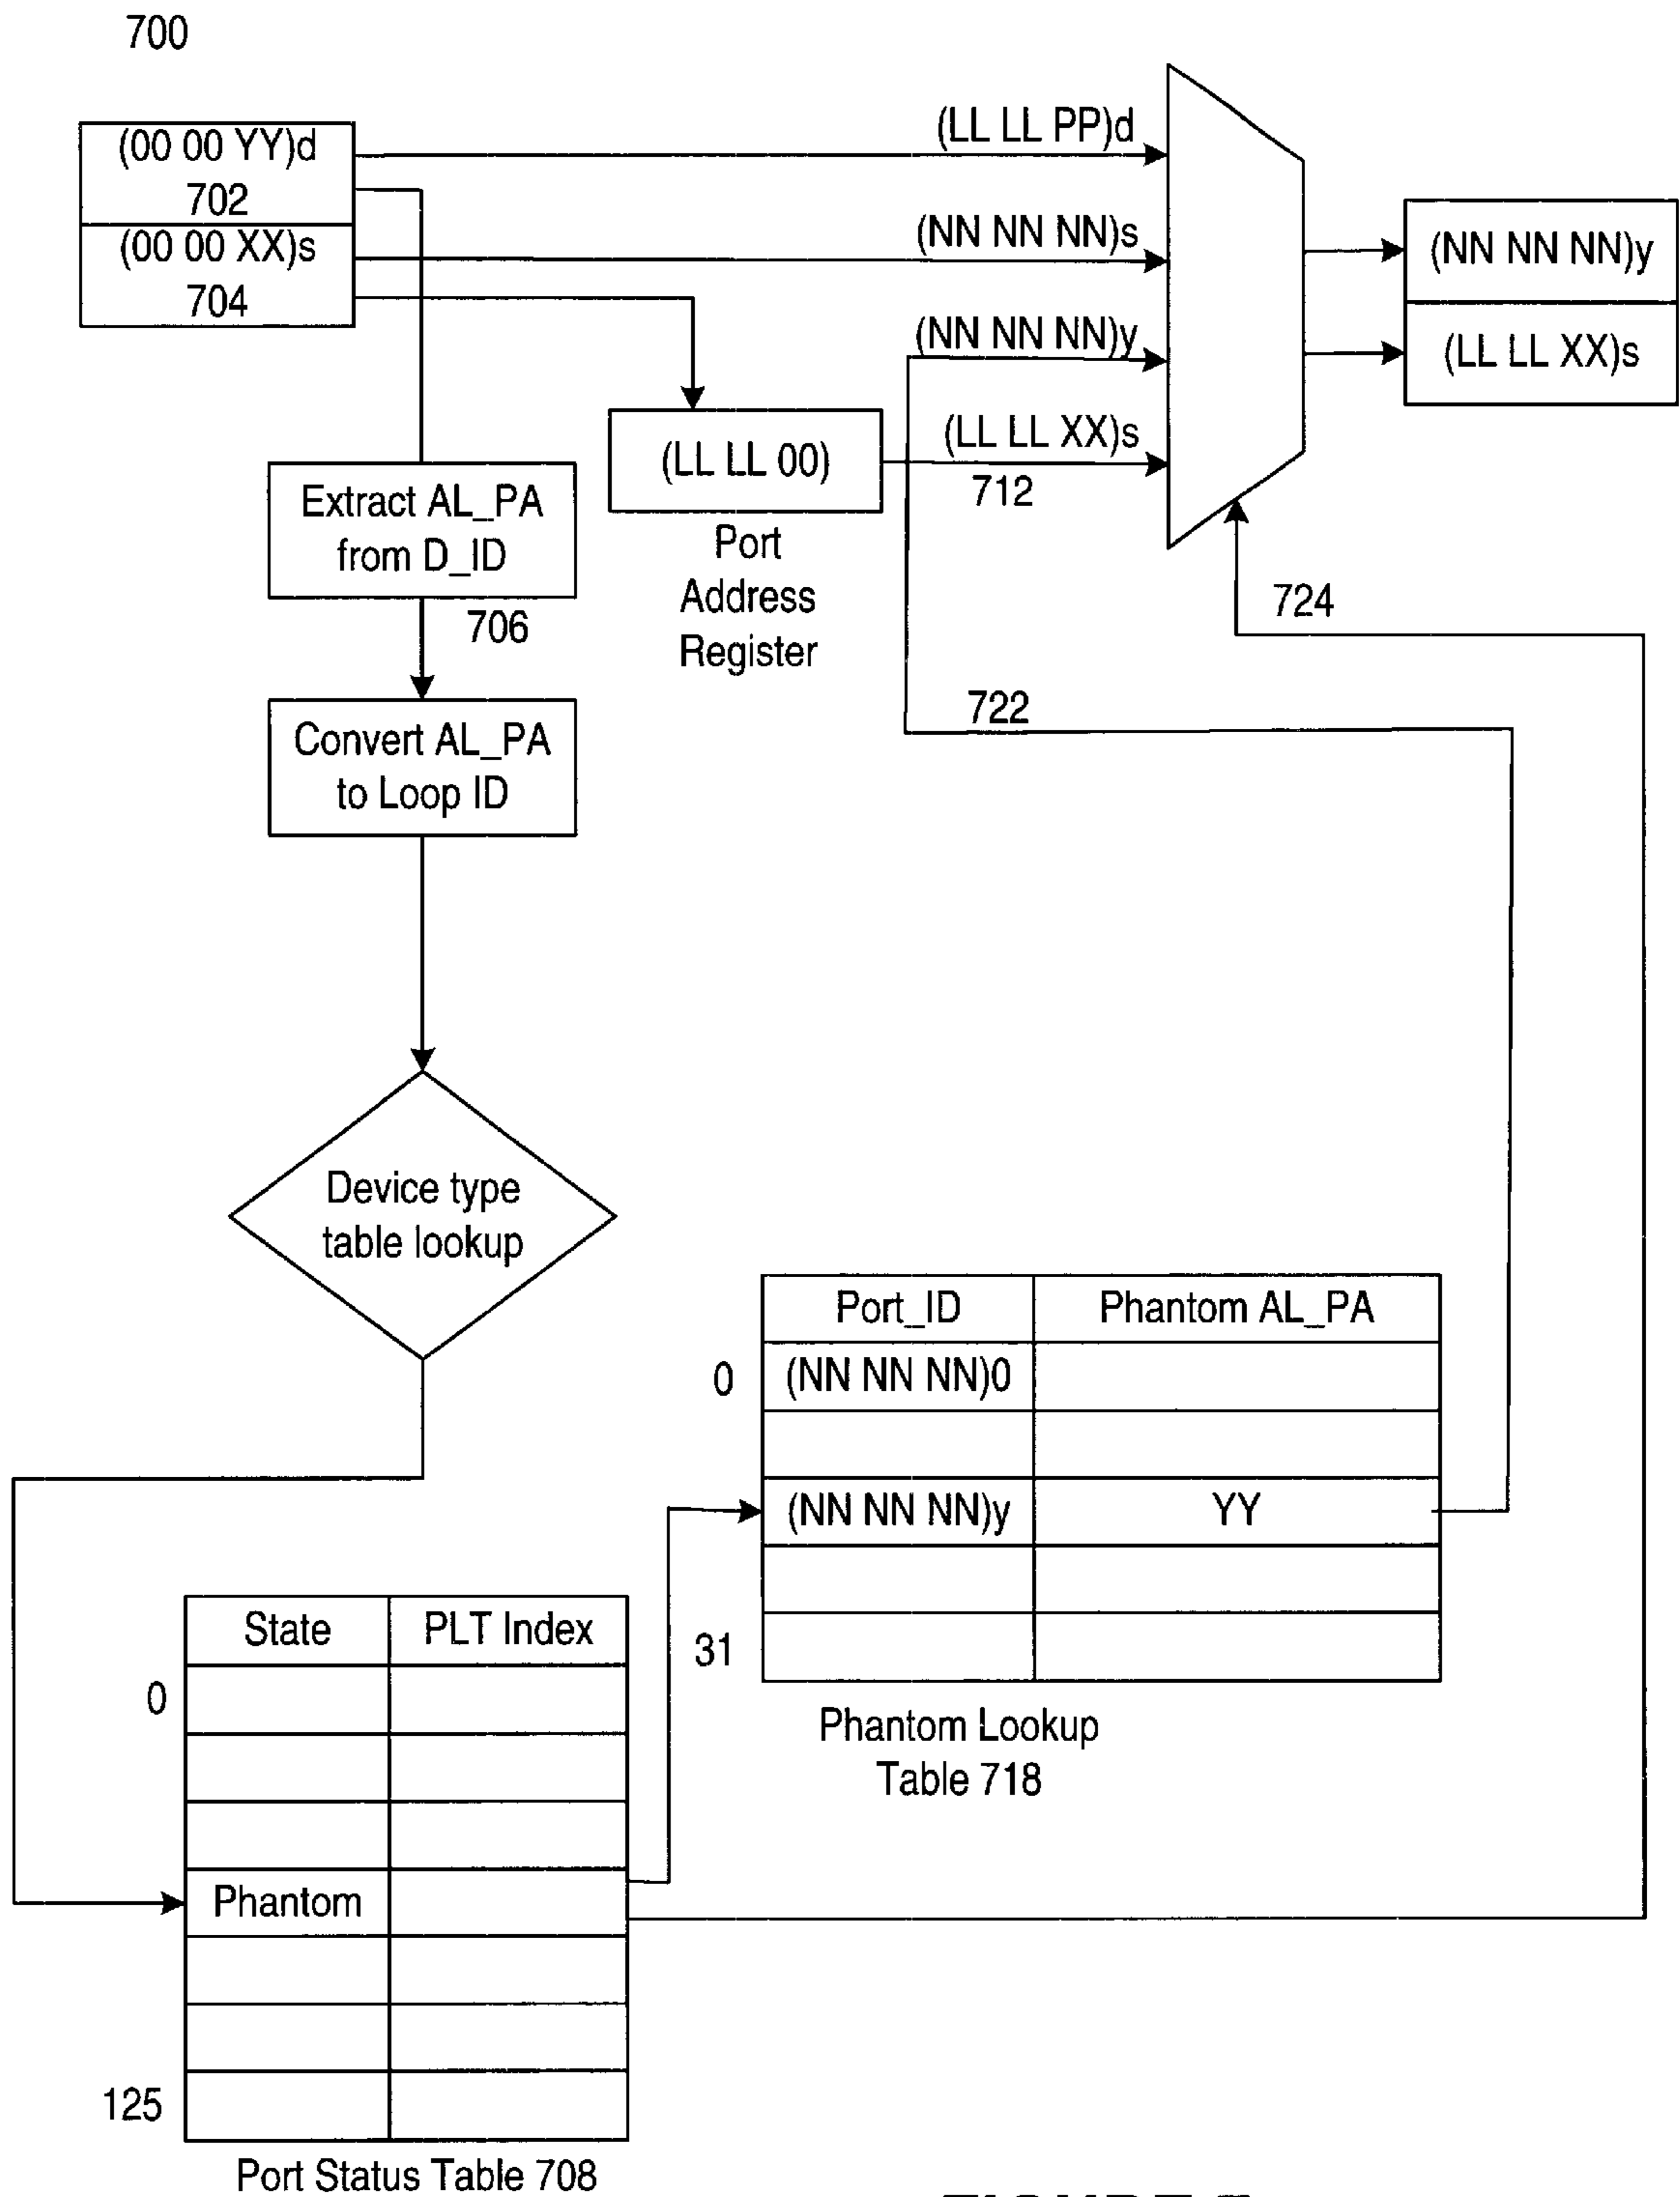 700
(00 00 YY)d
702
(00 00 XX)s
704
(LL LL PP)d
(NN NN NN)s
(NN NN NN)y
(LL LL XX)s
712
(NN NN NN)y
(LL LL XX)s
(LL LL 00)
Port
Address
Register
Extract AL_PA
from D_ID
706
724
722
Convert AL_PA
to Loop ID
Device type
table lookup
Port_ID Phantom AL_PA
0 (NN NN NN)0
(NN NN NN)y YY
31
Phantom Lookup
Table 718
State PLT Index
0
Phantom
125
Port Status Table 708